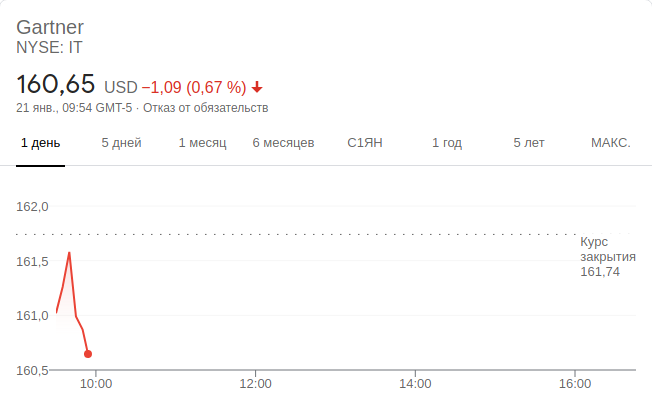 Gartner
NYSE: IT
160,65 USD −1,09 (0,67 %)
21 янв., 09:54 GMT-5 · Отказ от обязательств
1 день 5 дней 1 месяц 6 месяцев С1ЯН 1 год 5 лет МАКС.
162,0
Курс
закрытия
161,74
161,5
161,0
160,5
10:00 12:00 14:00 16:00